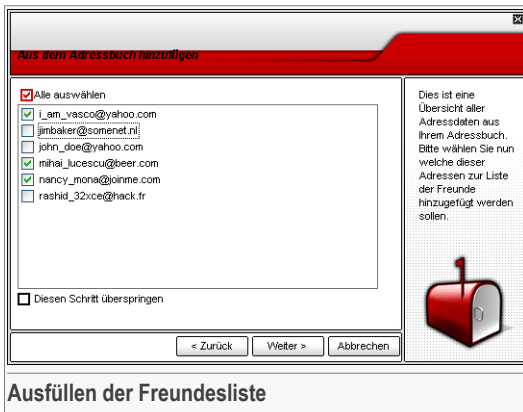 Aus dem Adressbuch hinzufügen
Alle auswählen
i_am_vasco@yahoo.com
jimbaker@somenet.nl
john_doe@yahoo.com
mihai_lucescu@beer.com
nancy_mona@joinme.com
rashid_32xce@hack.fr
Diesen Schritt überspringen
Dies ist eine
Übersicht aller
Adressdaten aus
Ihrem Adressbuch.
Bitte wählen Sie nun
welche dieser
Adressen zur Liste
der Freunde
hinzugefügt werden
sollen.
< Zurück
Weiter >
Abbrechen
Ausfüllen der Freundesliste